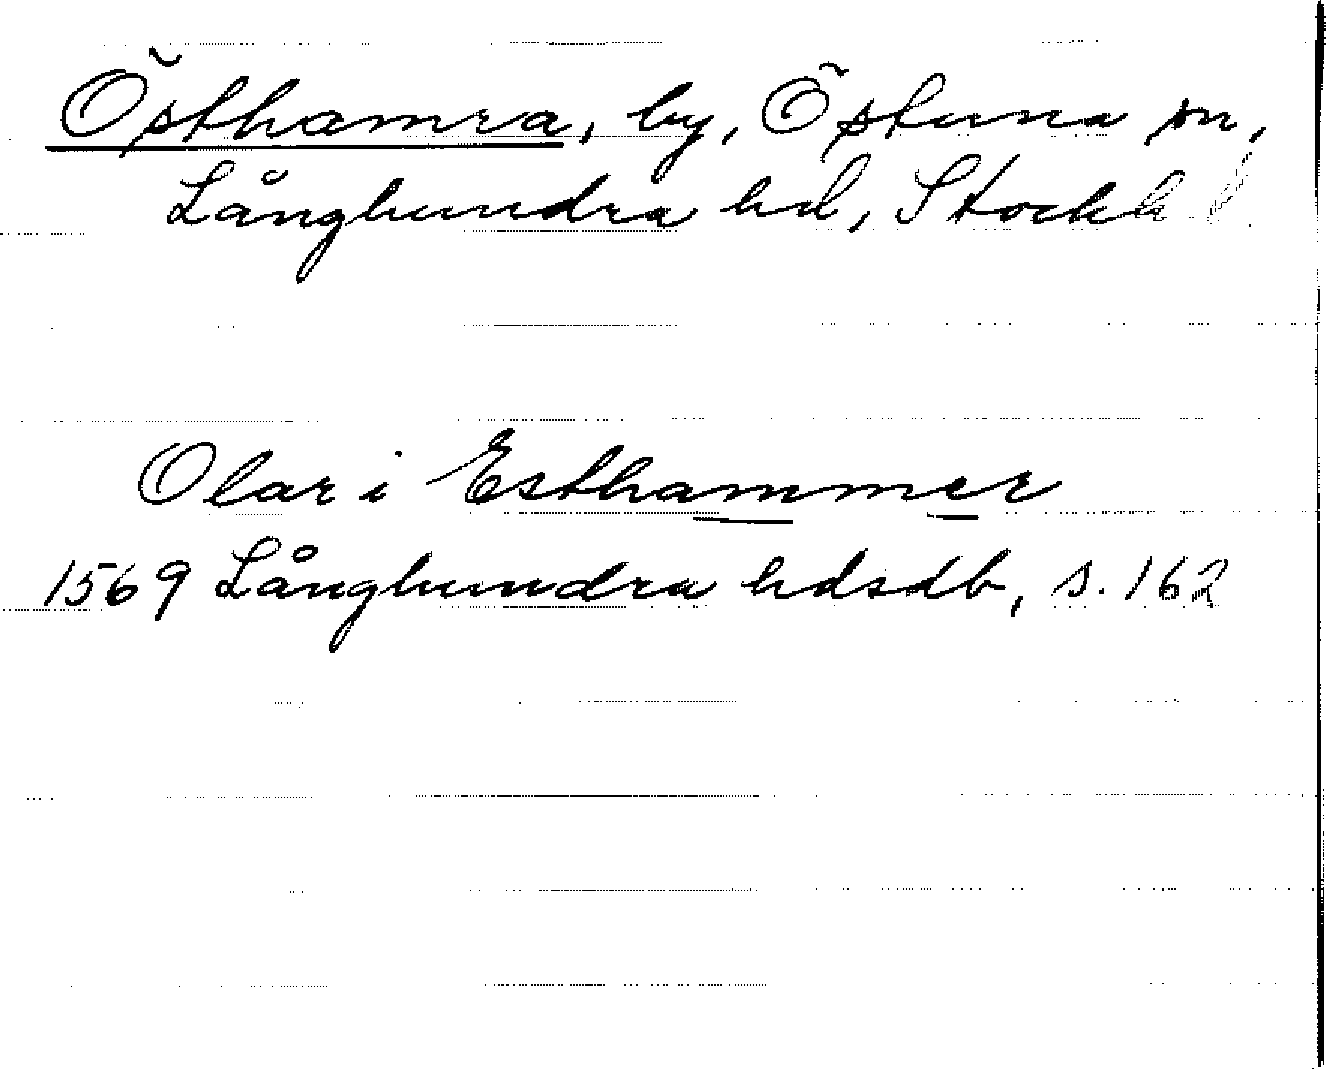 Östhamra, by, Östuna sn,
Långhundra hd, Stockh l.
Olar i Esthammer
1569 Långhundra hdsdb, s. 162